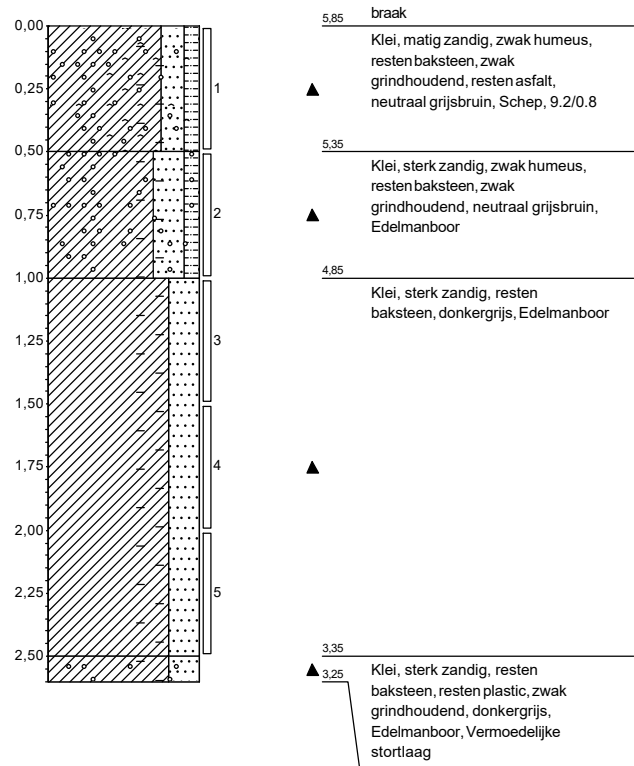 braak
0,00
5,85
Klei, matig zandig, zwak humeus,
resten baksteen, zwak
grindhoudend, resten asfalt,
neutraal grijsbruin, Schep, 9.2/0.8
0,25
1
0,50
5,35
Klei, sterk zandig, zwak humeus,
resten baksteen, zwak
grindhoudend, neutraal grijsbruin,
Edelmanboor
0,75
2
1,00
4,85
Klei, sterk zandig, resten
baksteen, donkergrijs, Edelmanboor
1,25
3
1,50
1,75
4
2,00
2,25
5
2,50
3,35
3,25
Klei, sterk zandig, resten
baksteen, resten plastic, zwak
grindhoudend, donkergrijs,
Edelmanboor, Vermoedelijke
stortlaag